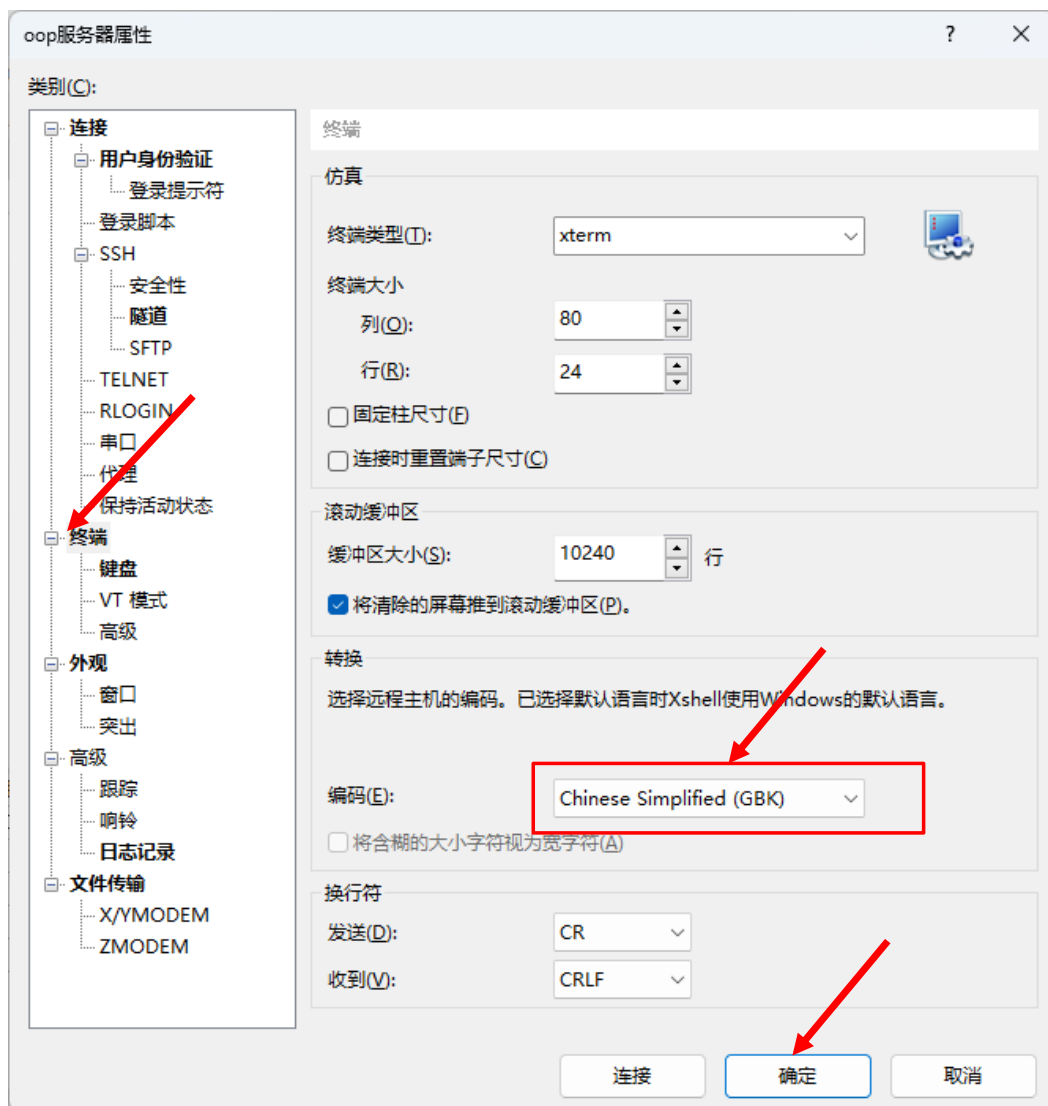 oop服务器属性
?
类别(C):
连接
用户身份验证
登录提示符
登录脚本
SSH
安全性
隧道
SFTP
TELNET
RLOGIN
串口
代理
保持活动状态
终端
键盘
VT 模式
高级
外观
窗口
突出
高级
跟踪
响铃
日志记录
文件传输
X/YMODEM
ZMODEM
终端
仿真
终端类型(T): xterm
终端大小
列(O): 80
行(R): 24
固定柱尺寸(F)
连接时重置端子尺寸(C)
滚动缓冲区
缓冲区大小(S): 10240 行
将清除的屏幕推到滚动缓冲区(P)。
转换
选择远程主机的编码。已选择默认语言时Xshell使用Windows的默认语言。
编码(E): Chinese Simplified (GBK)
将含糊的大小字符视为宽字符(A)
换行符
发送(D): CR
收到(V): CRLF
连接 确定 取消